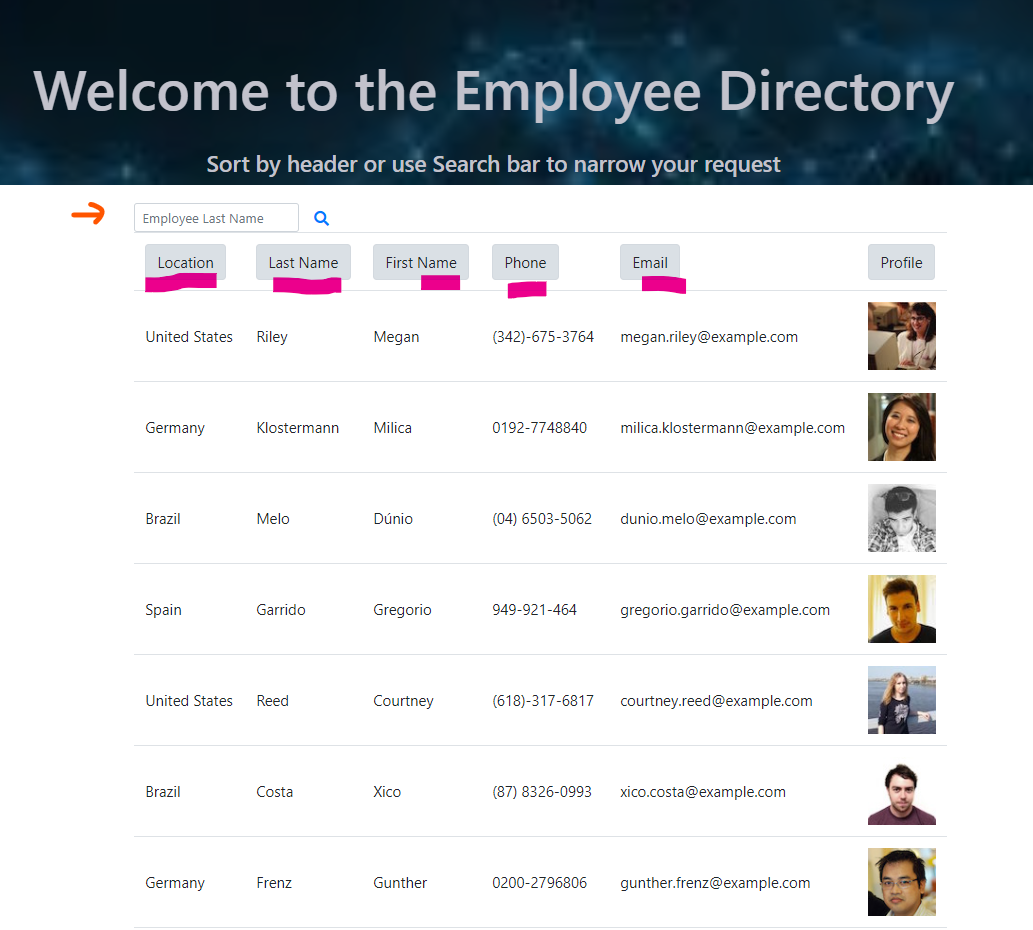 Welcome to the Employee Directory
Sort by header or use Search bar to narrow your request
Employee Last Name
Location Last Name First Name Phone Email Profile
United States Riley Megan (342)-675-3764 megan.riley@example.com
Germany Klostermann Milica 0192-7748840 milica.klostermann@example.com
Brazil Melo Dúnio (04) 6503-5062 dunio.melo@example.com
Spain Garrido Gregorio 949-921-464 gregorio.garrido@example.com
United States Reed Courtney (618)-317-6817 courtney.reed@example.com
Brazil Costa Xico (87) 8326-0993 xico.costa@example.com
Germany Frenz Gunther 0200-2796806 gunther.frenz@example.com